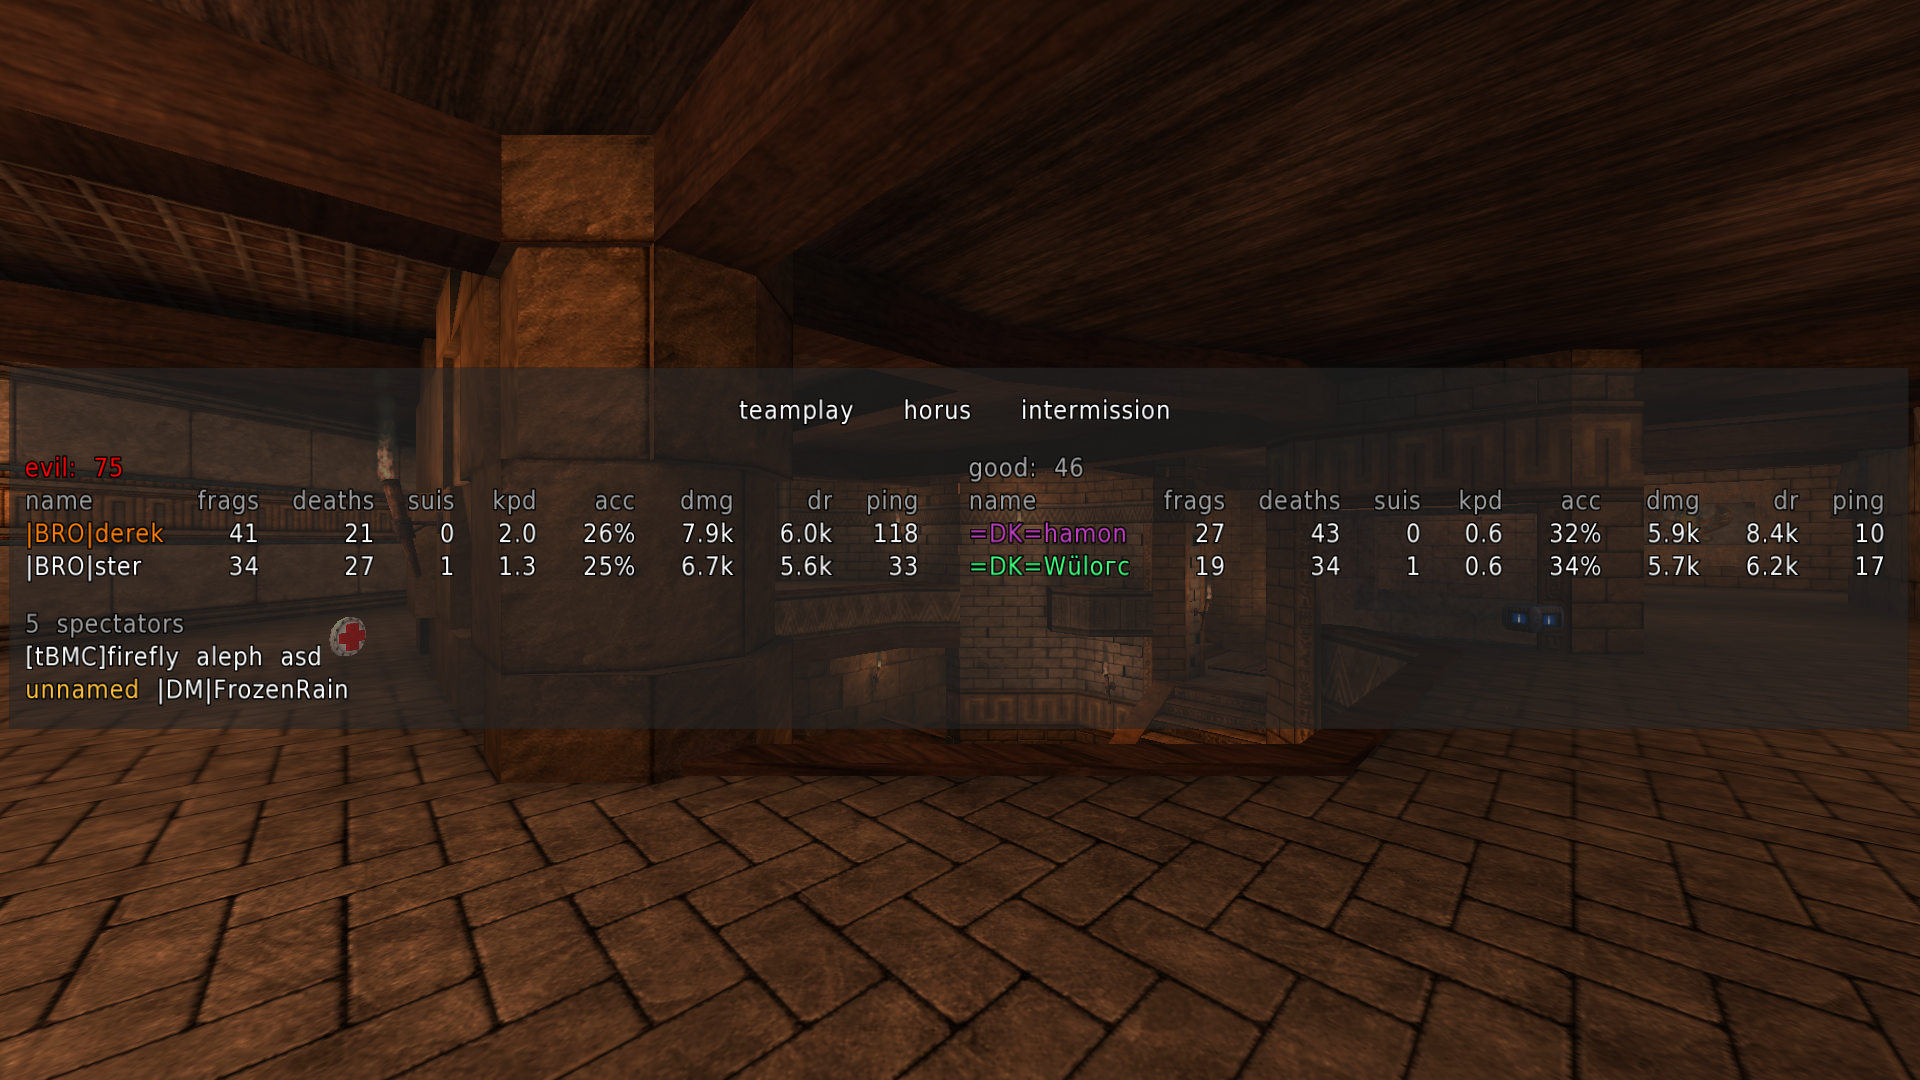 teamplay horus intermission
evil: 75
name frags deaths suis kpd acc dmg dr ping
|BRO|derek 41 21 0 2.0 26% 7.9k 6.0k 118
|BRO|ster 34 27 1 1.3 25% 6.7k 5.6k 33
good: 46
name frags deaths suis kpd acc dmg dr ping
=DK=hamon 27 43 0 0.6 32% 5.9k 8.4k 10
=DK=Wülorc 19 34 1 0.6 34% 5.7k 6.2k 17
5 spectators
[tBMC]firefly aleph asd
unnamed |DM|FrozenRain